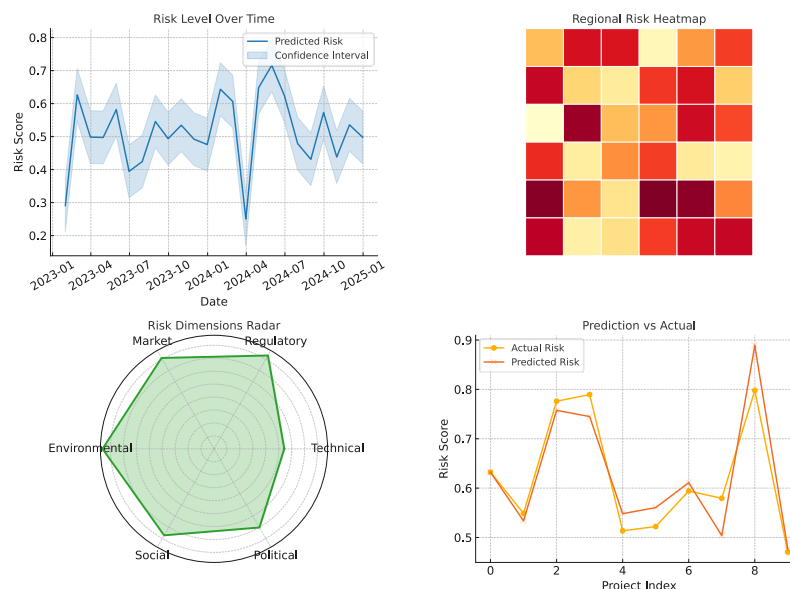 Risk Level Over Time
Predicted Risk
Confidence Interval
0.8
0.7
0.6
0.5
0.4
0.3
0.2
Risk Score
2023-01
2023-04
2023-07
2023-10
2024-01
2024-04
2024-07
2024-10
2025-01
Date
Regional Risk Heatmap
Risk Dimensions Radar
Market
Regulatory
Environmental
Technical
Social
Political
Prediction vs Actual
Actual Risk
Predicted Risk
0.9
0.8
0.7
0.6
0.5
Risk Score
0
2
4
6
8
Project Index